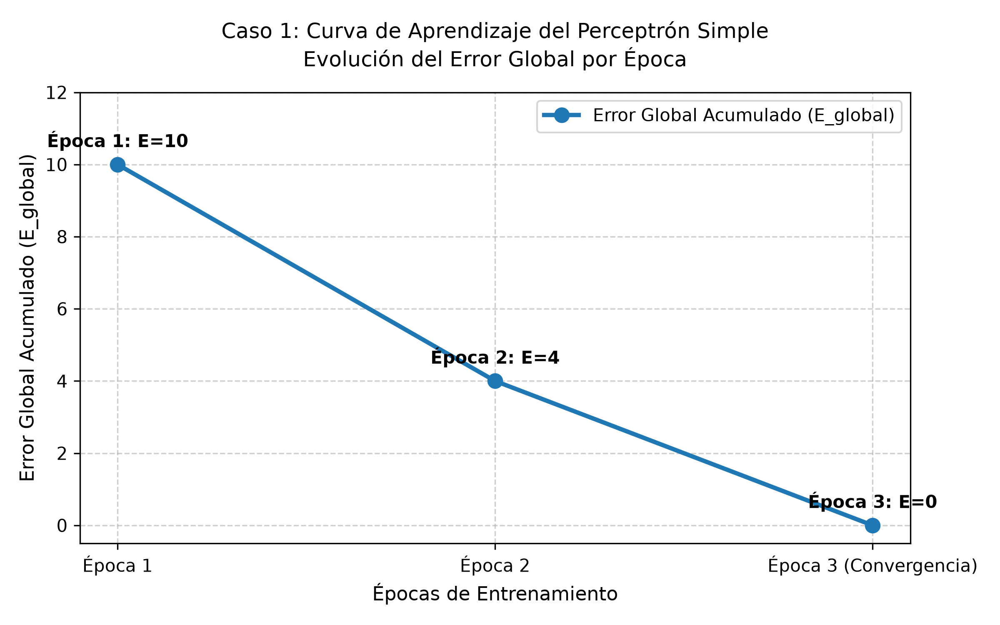 Caso 1: Curva de Aprendizaje del Perceptrón Simple
Evolución del Error Global por Época
Error Global Acumulado (E_global)
12
10
8
6
4
2
0
Error Global Acumulado (E_global)
Época 1: E=10
Época 2: E=4
Época 3: E=0
Época 1
Época 2
Época 3 (Convergencia)
Épocas de Entrenamiento